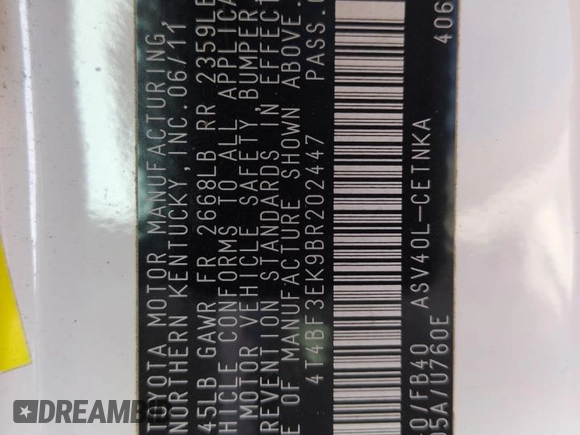 OYOTA MOTOR MANUFACTURING,
NORTHERN KENTUCKY, INC. 06/11
45LB GAWR FR 2668LB RR 2359LB
HICLE CONFORMS TO ALL APPLICA
MOTOR VEHICLE SAFETY, BUMPER
REVENTION STANDARDS IN EFFECT
E OF MANUFACTURE SHOWN ABOVE.
4T4BF3EK9BR202447 PASS.
0/FB40 ASV40L-CETNKA 406
05A/U760E
DREAMBID